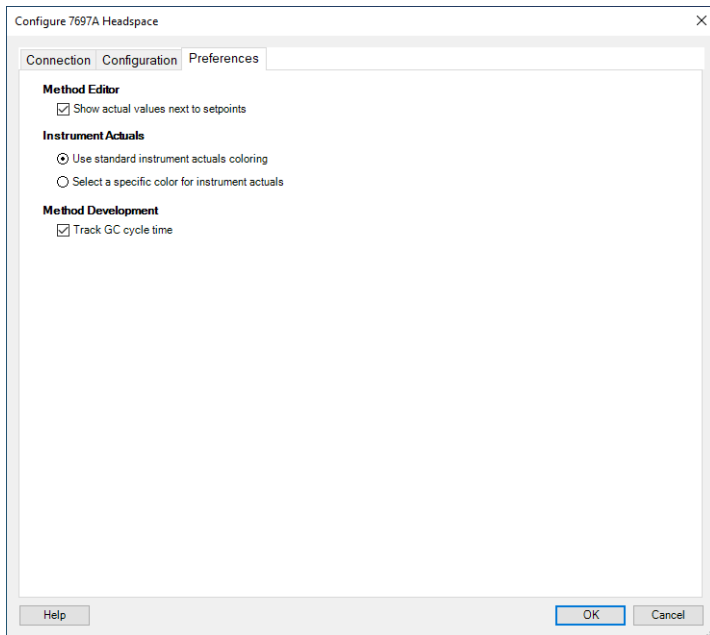 Configure 7697A Headspace
Connection Configuration Preferences
Method Editor
Show actual values next to setpoints
Instrument Actuals
Use standard instrument actuals coloring
Select a specific color for instrument actuals
Method Development
Track GC cycle time
Help OK Cancel